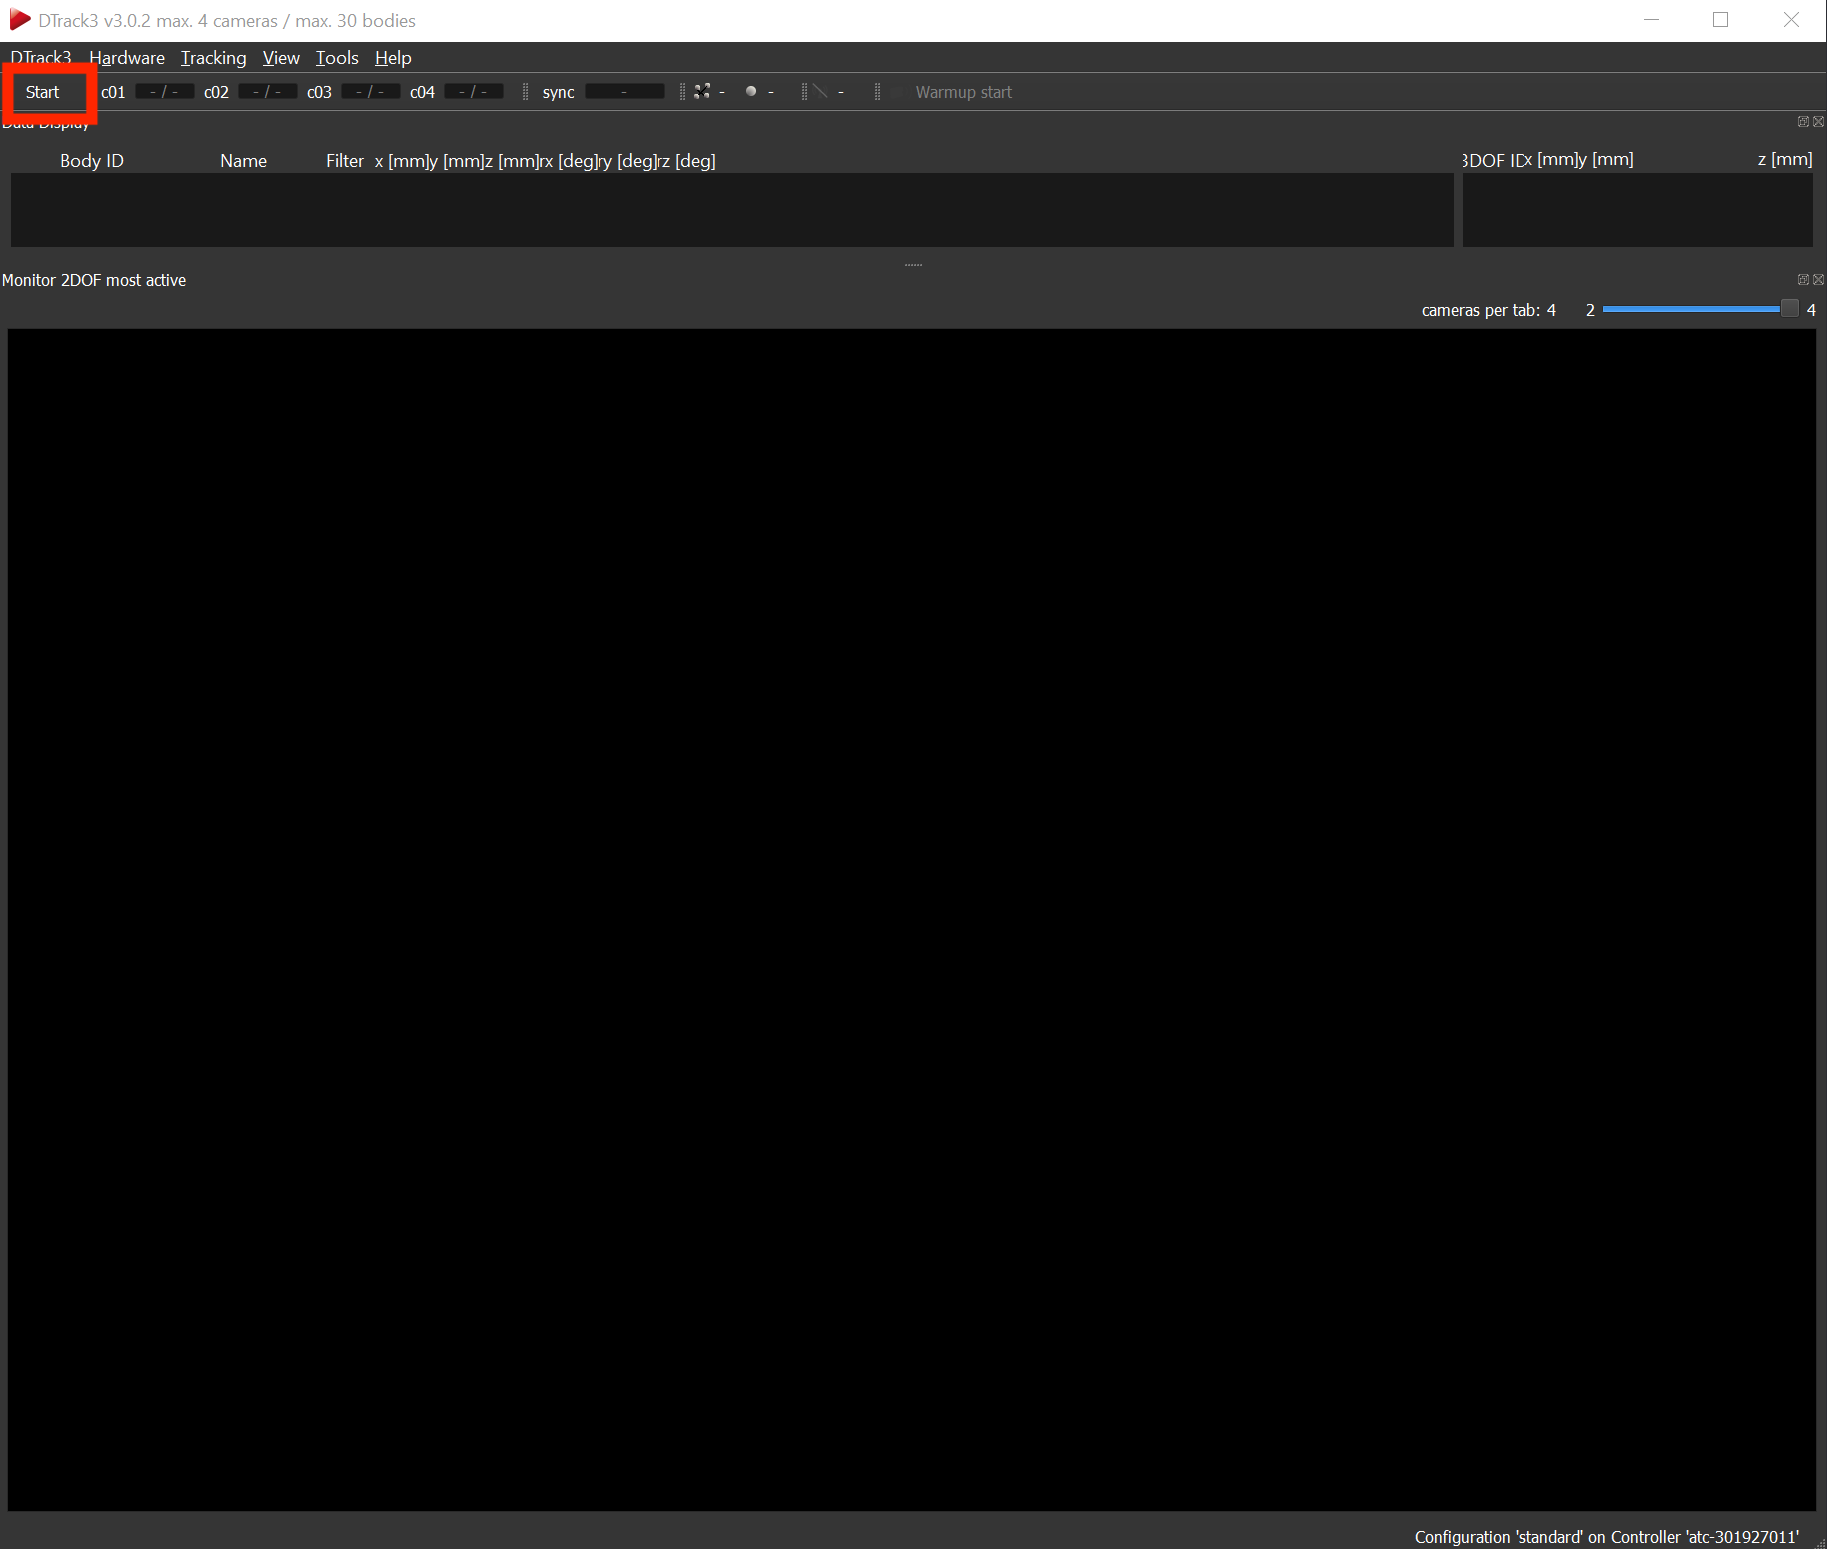 DTrack3 v3.0.2 max. 4 cameras / max. 30 bodies
DTrack3 Hardware Tracking View Tools Help
Start c01 - / - c02 - / - c03 - / - c04 - / - sync - - - - Warmup start
Data Display
Body ID Name Filter x [mm]y [mm]z [mm]rx [deg]ry [deg]rz [deg] 3DOF IDx [mm]y [mm] z [mm]
Monitor 2DOF most active
cameras per tab: 4 2 4
Configuration 'standard' on Controller 'atc-301927011'